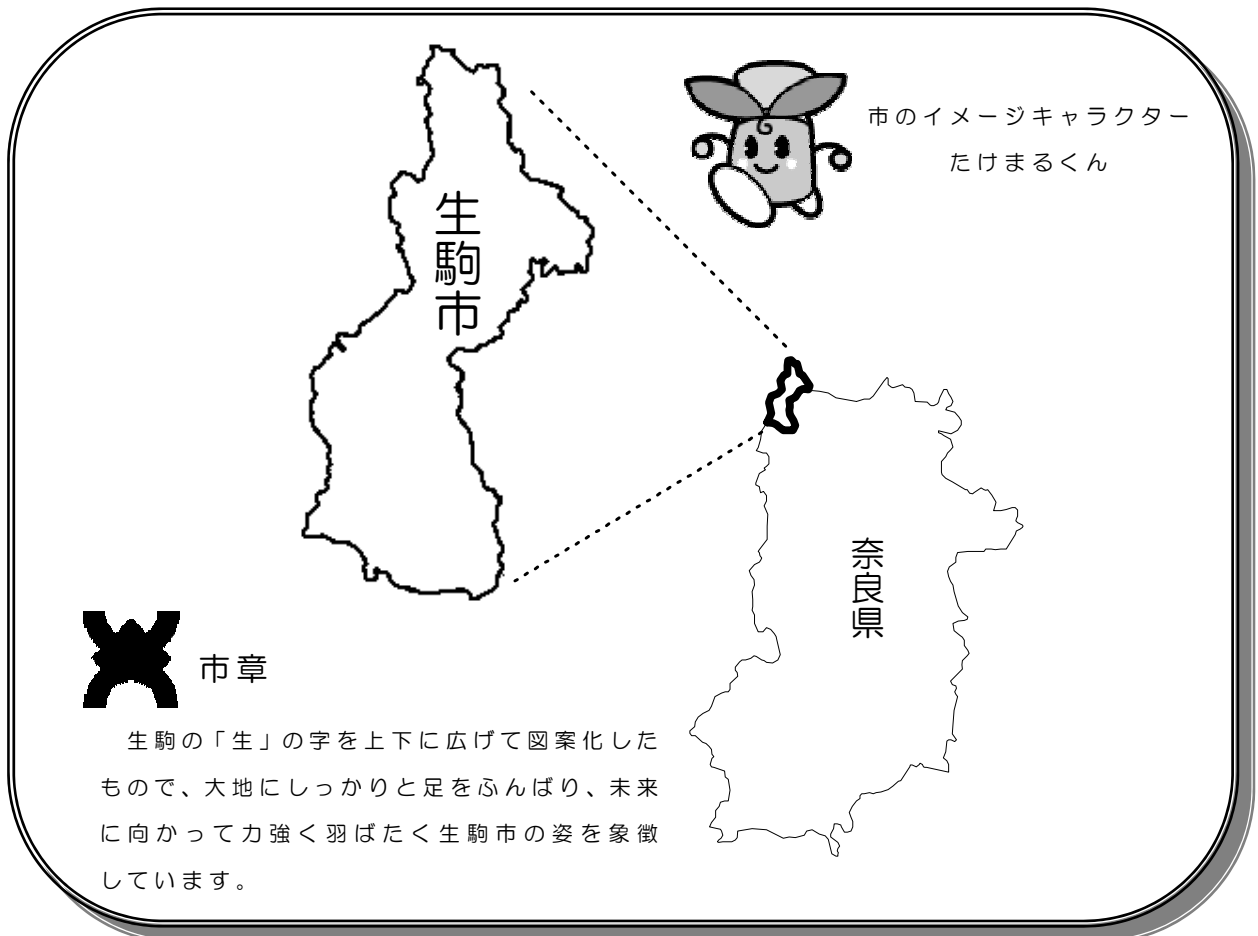 市のイメージキャラクター
たけまるくん
生駒市
奈良県
市章
生駒の「生」の字を上下に広げて図案化した
もので、大地にしっかりと足をふんばり、未来
に向かって力強く羽ばたく生駒市の姿を象徴
しています。